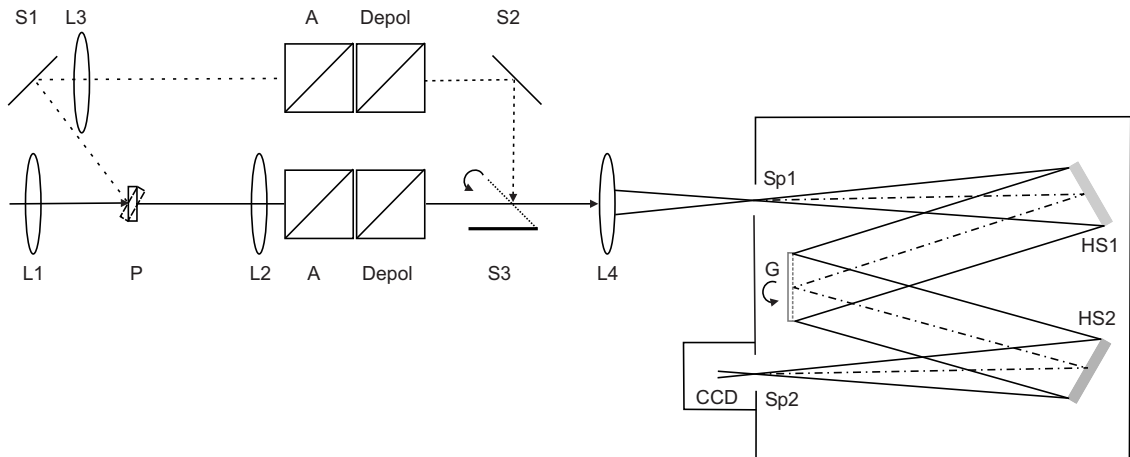 S1 L3 A Depol S2
Sp1
L1 P L2 A Depol S3 L4
HS1
G
HS2
CCD Sp2